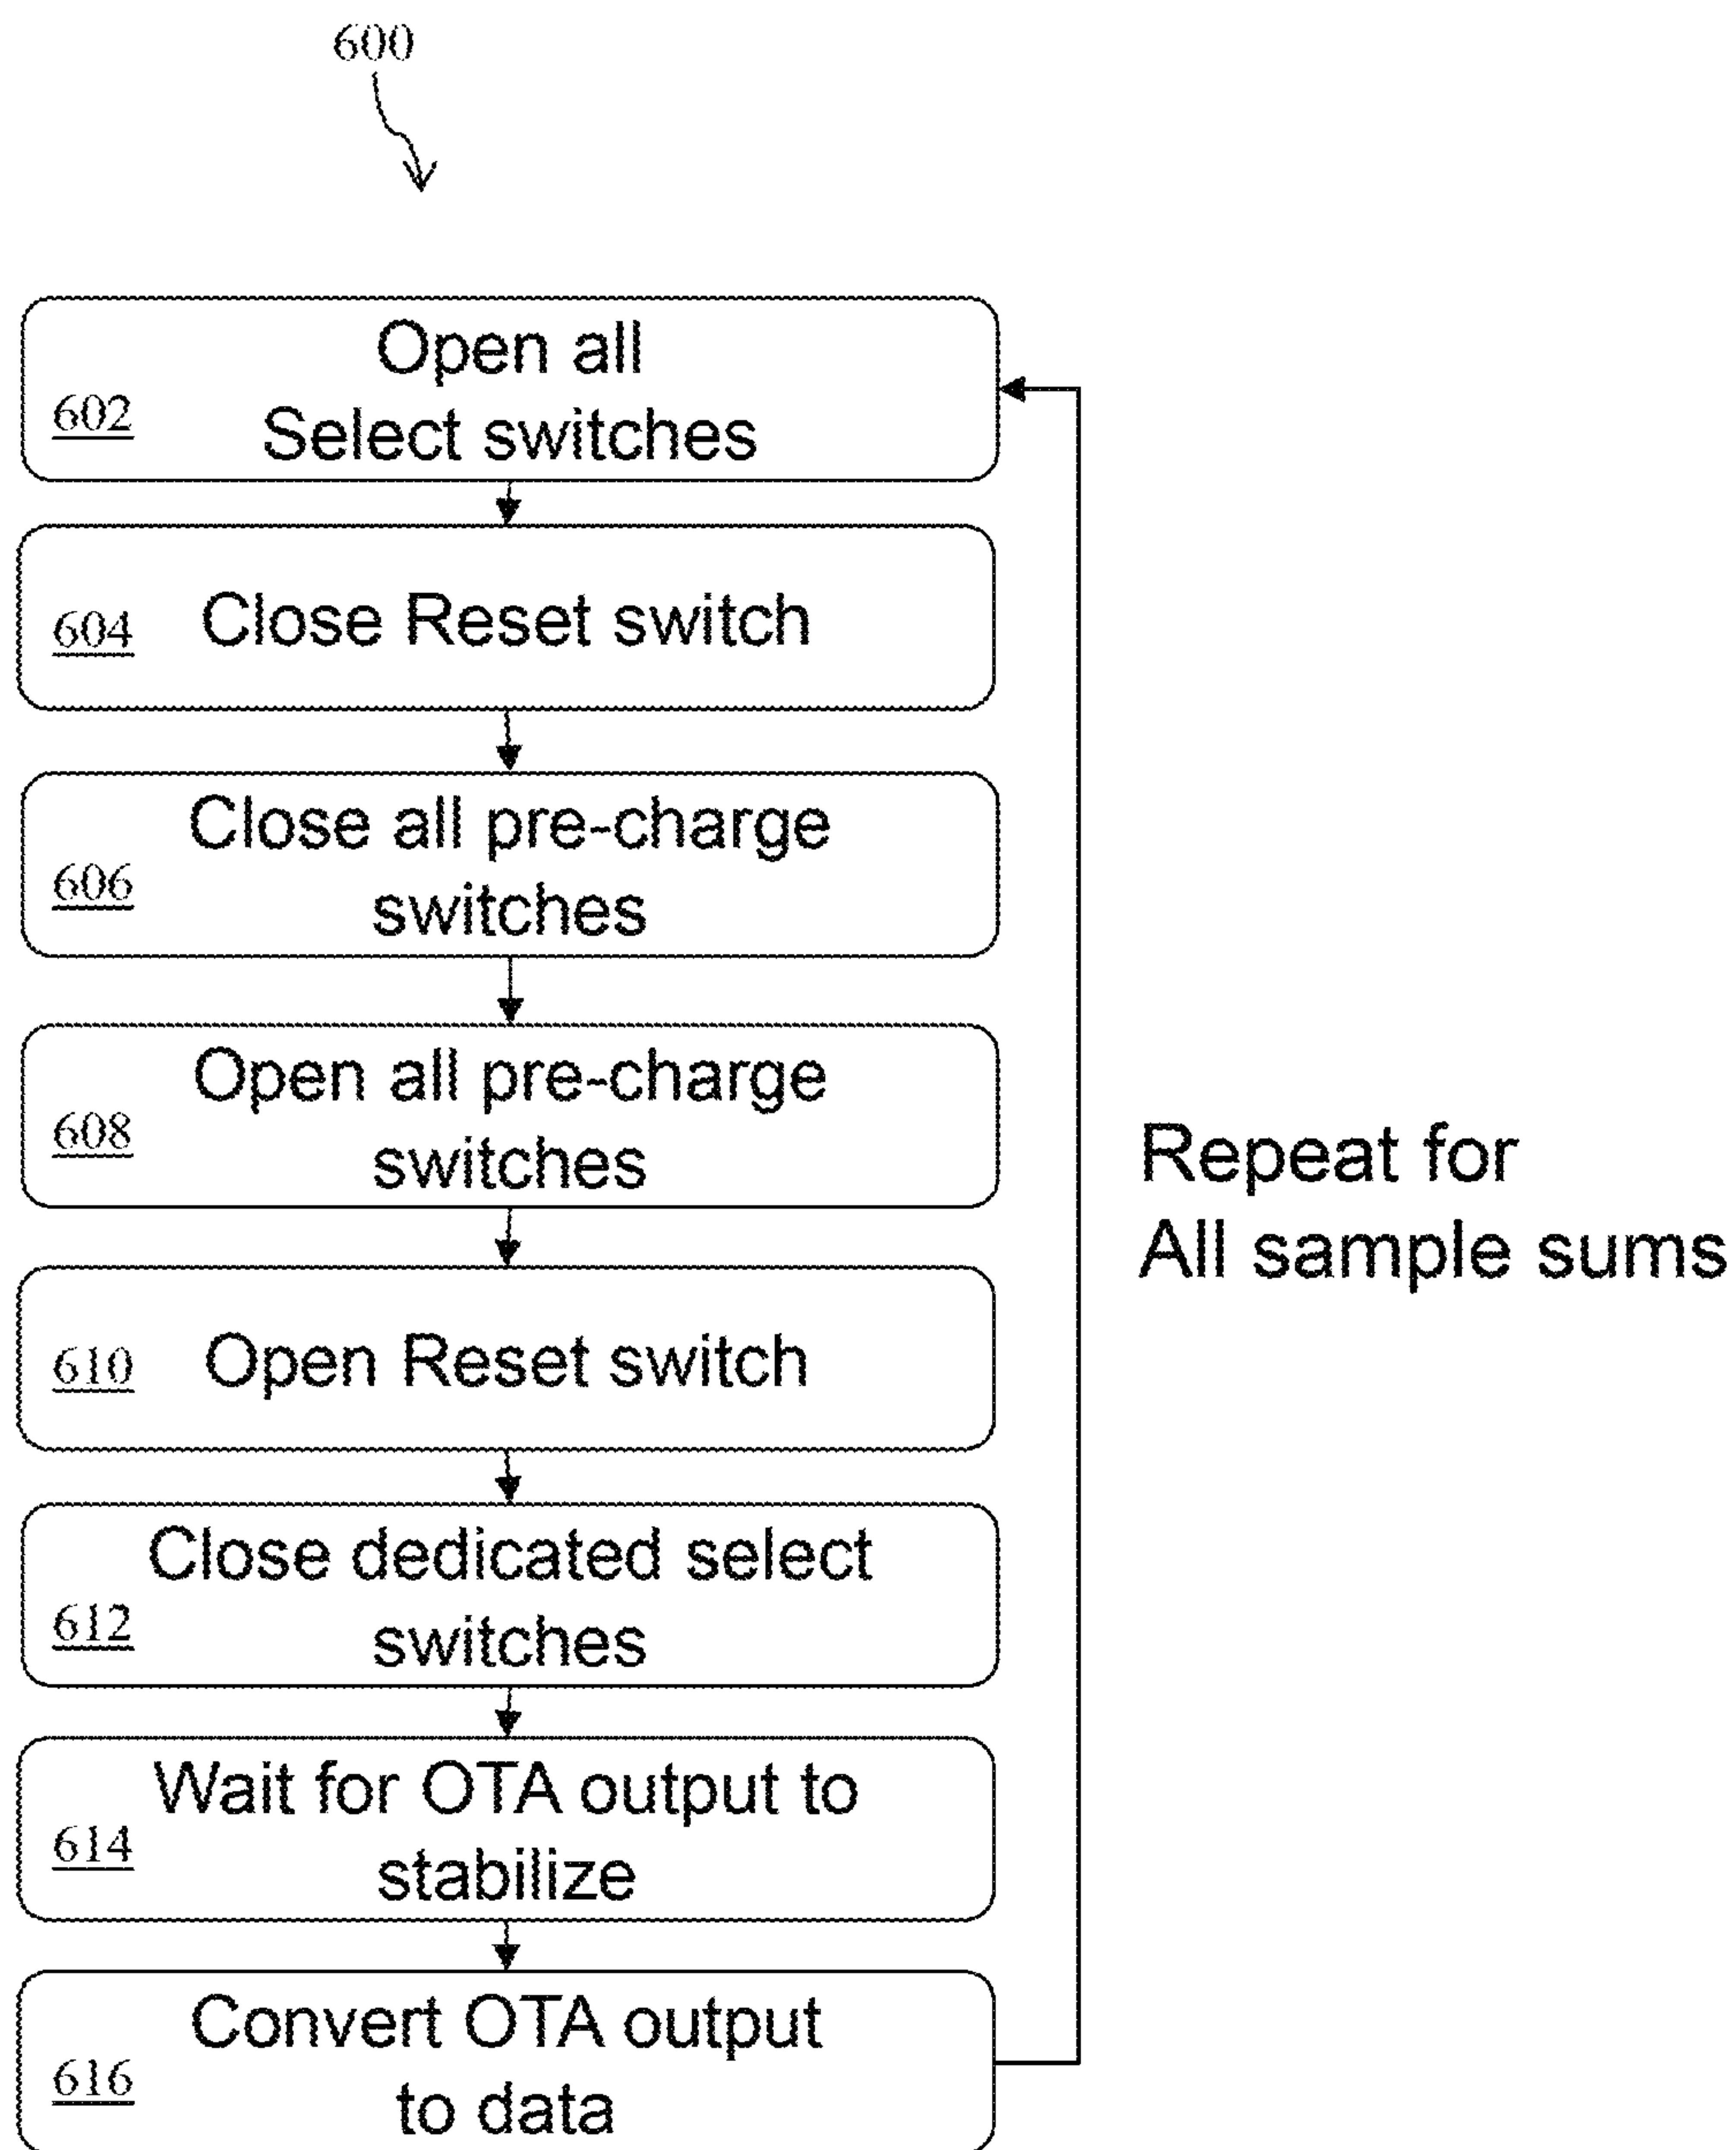 600
Open all
602
Select switches
604 Close Reset switch
Close all pre-charge
606
switches
Open all pre-charge
608
switches
610 Open Reset switch
Close dedicated select
612
switches
Wait for OTA output to
614
stabilize
Convert OTA output
616
to data
Repeat for
All sample sums